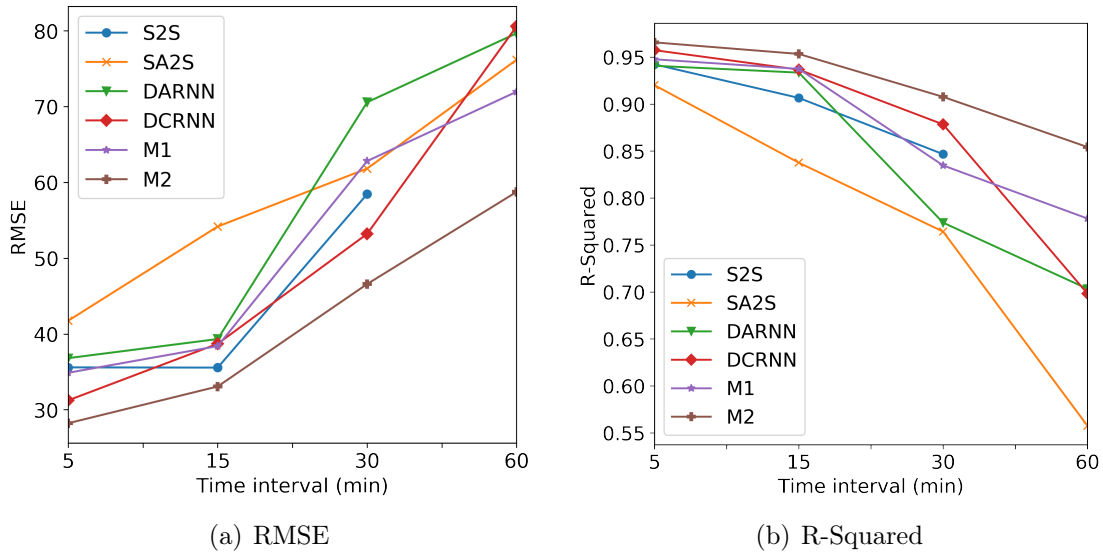 80
70
60
50
40
30
RMSE
S2S
SA2S
DARNN
DCRNN
M1
M2
5 15 30 60
Time interval (min)
(a) RMSE
0.95
0.90
0.85
0.80
0.75
0.70
0.65
0.60
0.55
R-Squared
S2S
SA2S
DARNN
DCRNN
M1
M2
5 15 30 60
Time interval (min)
(b) R-Squared